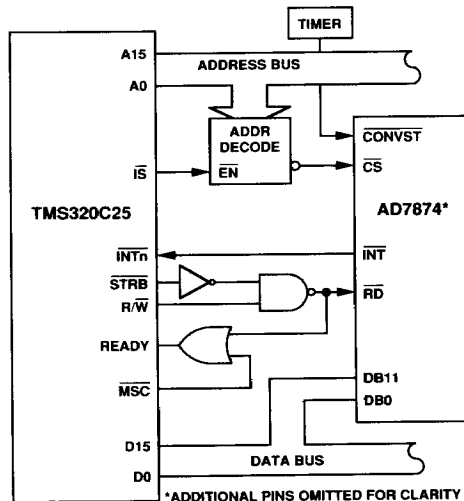 TIMER
A15
ADDRESS BUS
A0
ADDR
DECODE
CONVST
IS
EN
CS
TMS320C25
AD7874*
INTn
INT
STRB
R/W
RD
READY
MSC
DB11
DB0
D15
DATA BUS
D0
*ADDITIONAL PINS OMITTED FOR CLARITY